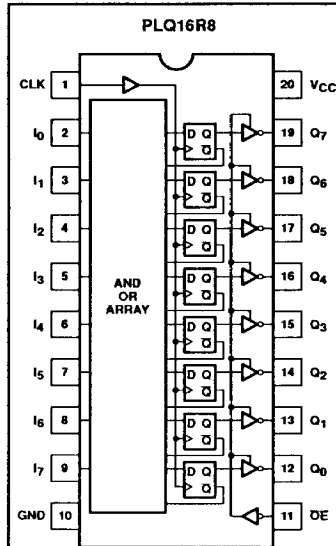 PLQ16R8
CLK 1 20 VCC
I0 2 D Q Q̅ 19 Q7
I1 3 D Q Q̅ 18 Q6
I2 4 D Q Q̅ 17 Q5
I3 5 D Q Q̅ 16 Q4
AND
OR
ARRAY
I4 6 D Q Q̅ 15 Q3
I5 7 D Q Q̅ 14 Q2
I6 8 D Q Q̅ 13 Q1
I7 9 D Q Q̅ 12 Q0
GND 10 11 O̅E̅